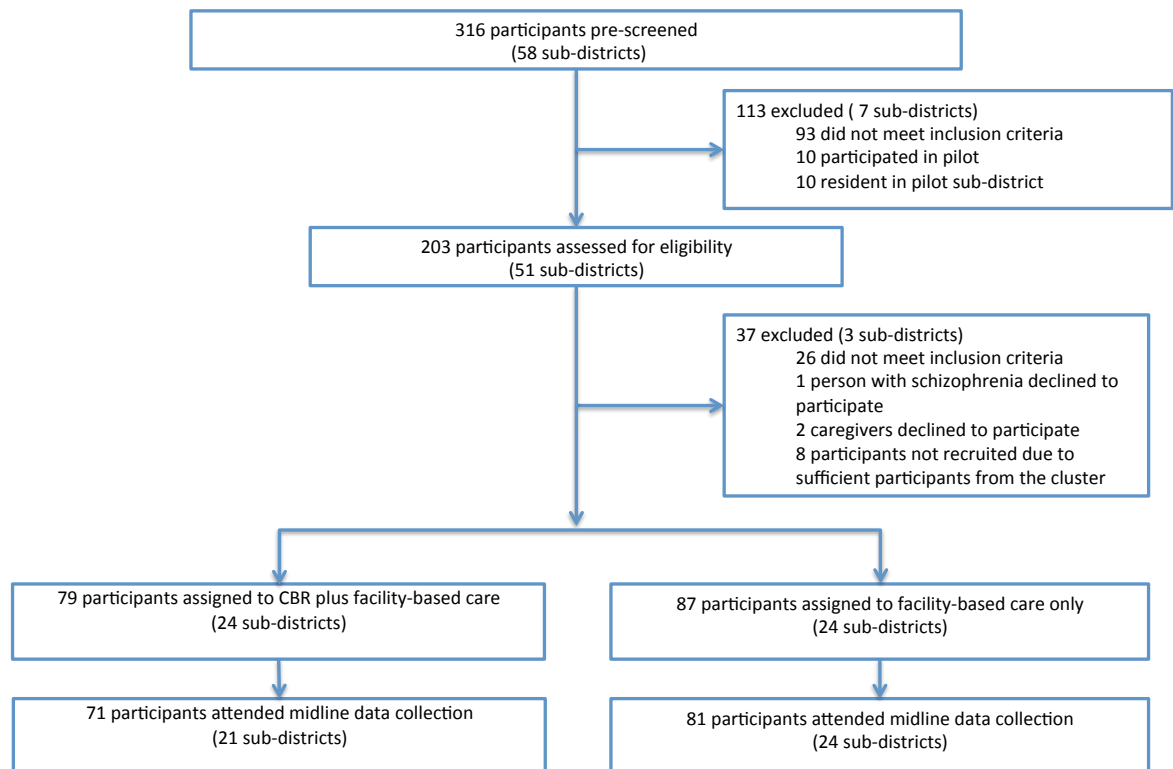 316 participants pre-screened
(58 sub-districts)
113 excluded ( 7 sub-districts)
93 did not meet inclusion criteria
10 participated in pilot
10 resident in pilot sub-district
203 participants assessed for eligibility
(51 sub-districts)
37 excluded (3 sub-districts)
26 did not meet inclusion criteria
1 person with schizophrenia declined to
participate
2 caregivers declined to participate
8 participants not recruited due to
sufficient participants from the cluster
79 participants assigned to CBR plus facility-based care
(24 sub-districts)
87 participants assigned to facility-based care only
(24 sub-districts)
71 participants attended midline data collection
(21 sub-districts)
81 participants attended midline data collection
(24 sub-districts)